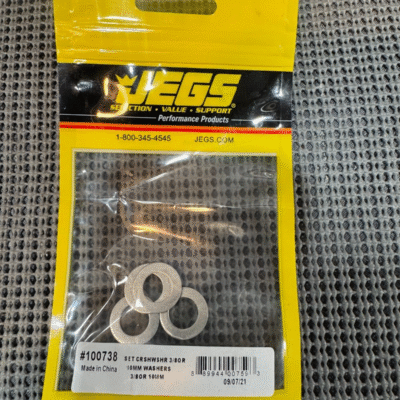 JEGS®
SELECTION • VALUE • SUPPORT
Performance Products
1-800-345-4545 JEGS.COM
#100738
Made in China
SET CRSHWSHR 3/8OR
10MM WASHERS
3/8OR 10MM
09/07/21